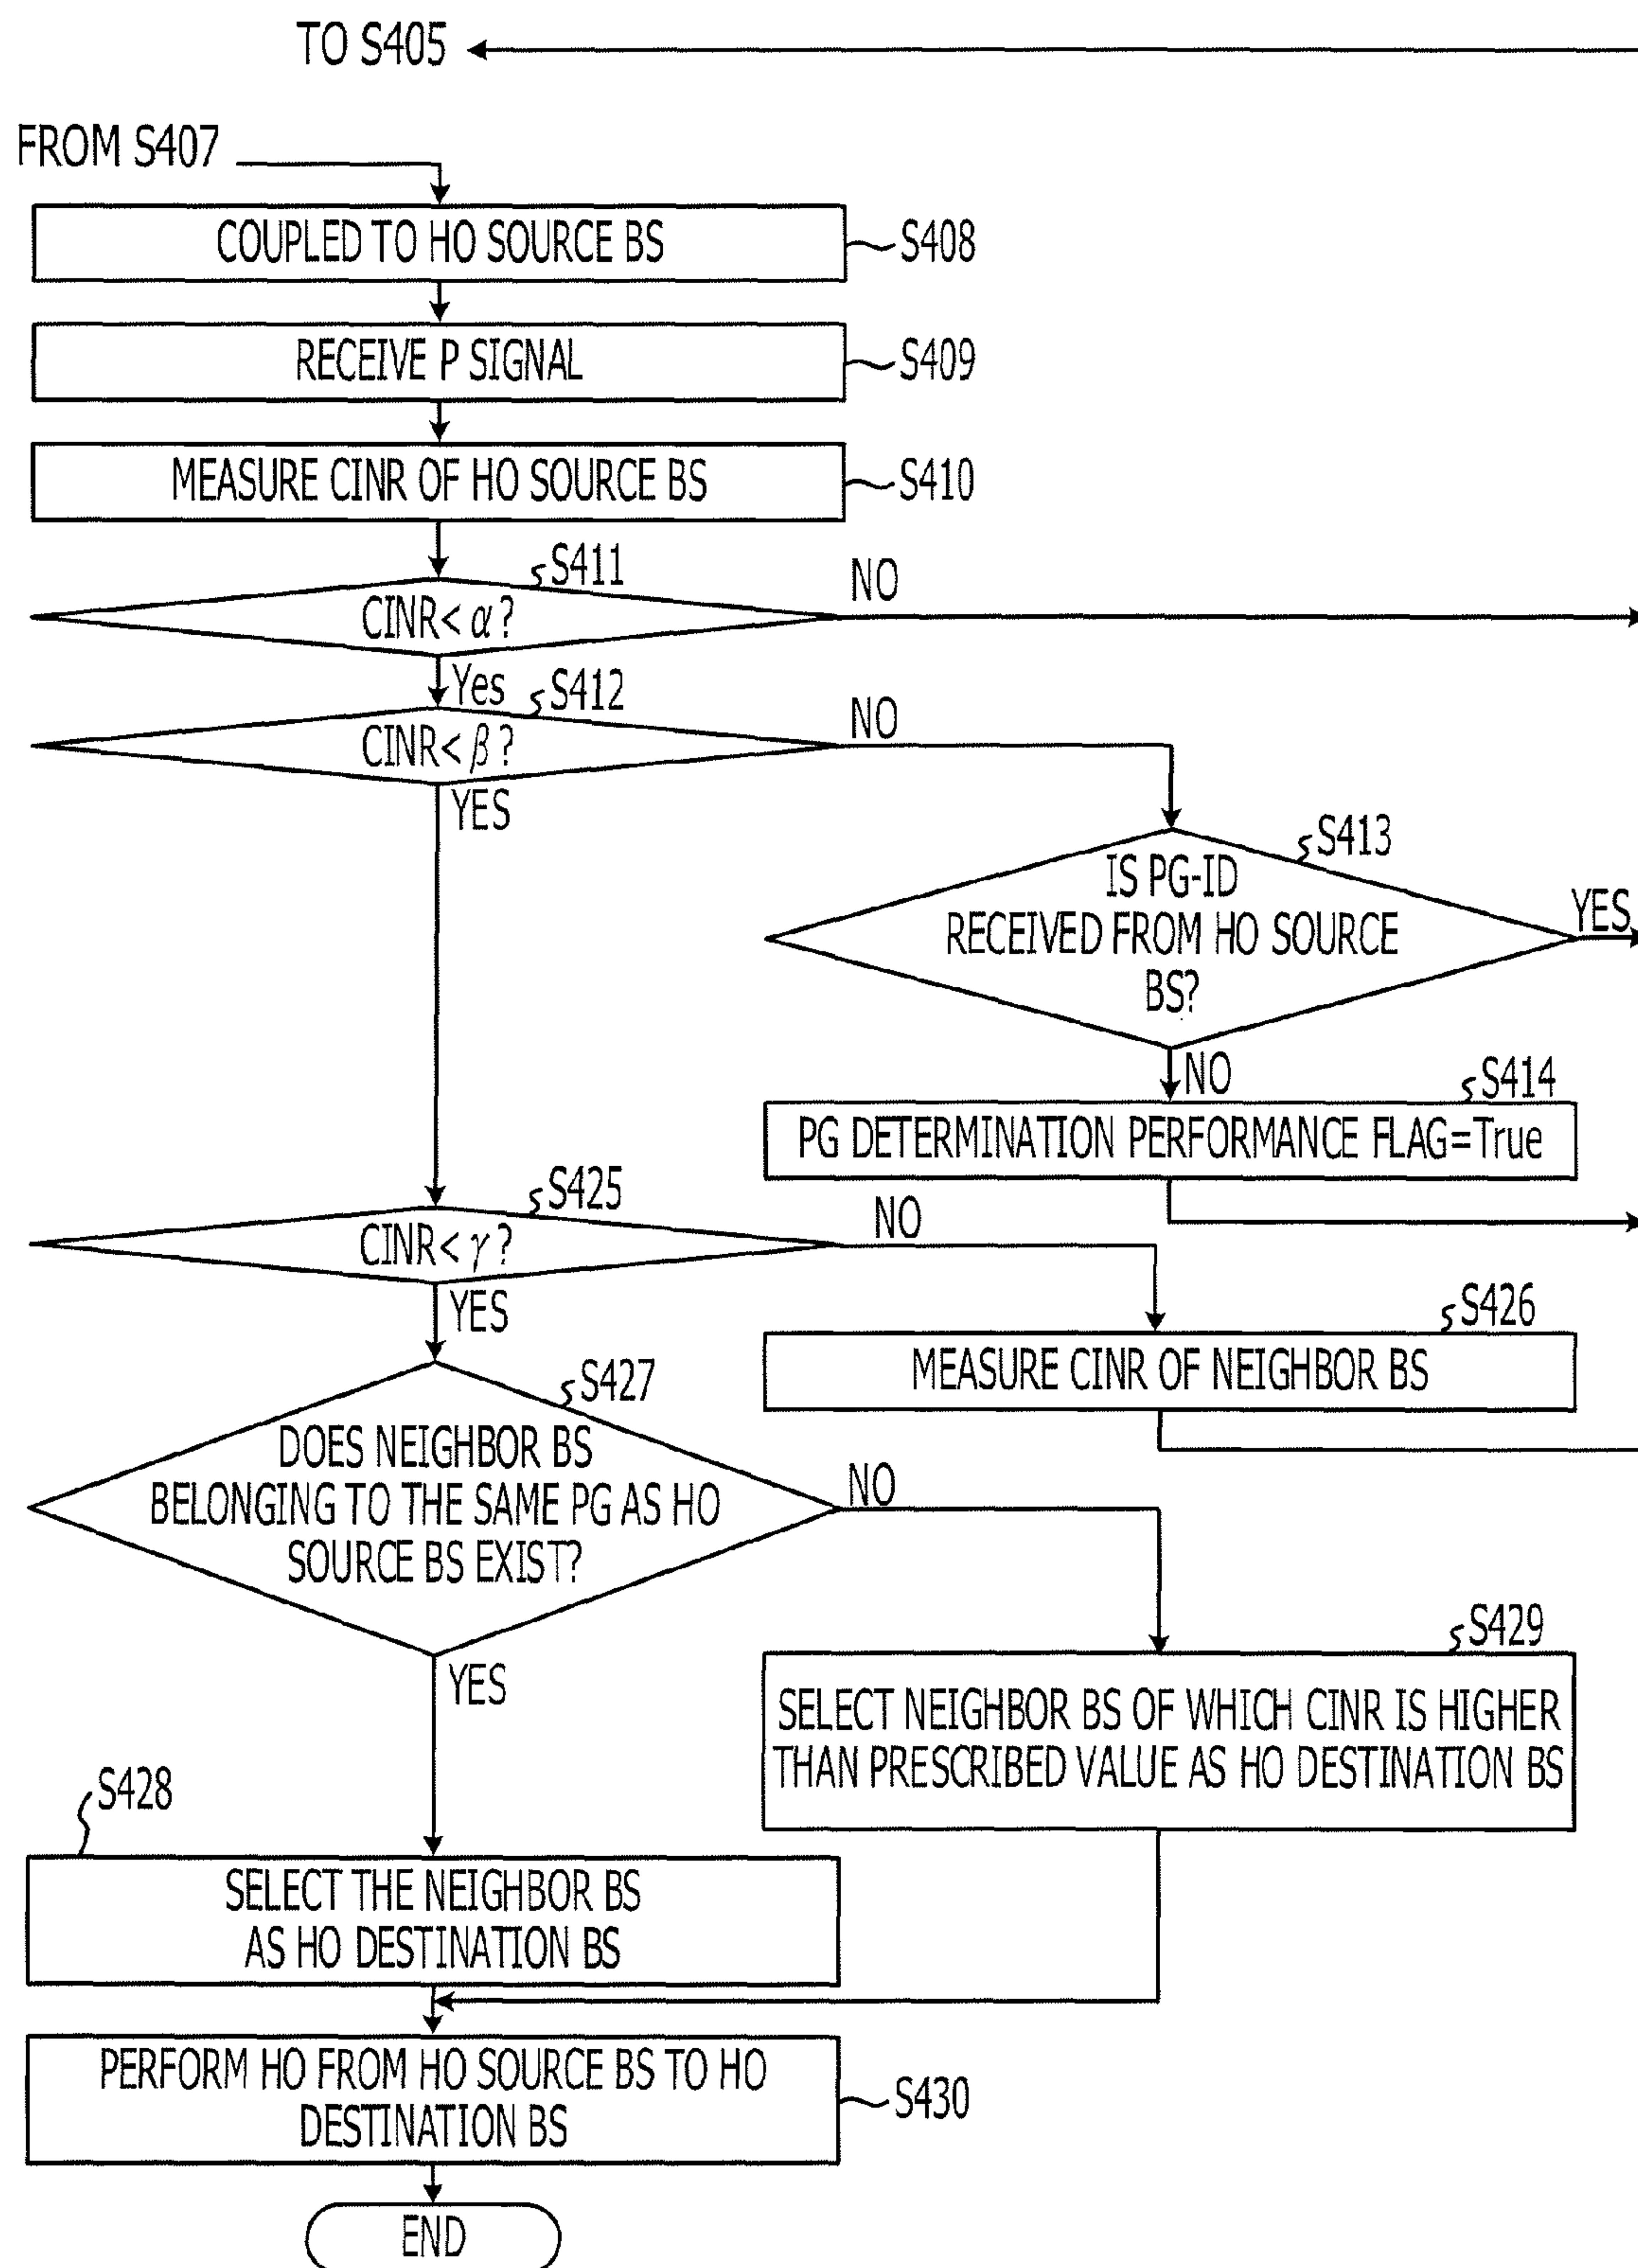 TO S405
FROM S407
COUPLED TO HO SOURCE BS
S408
RECEIVE P SIGNAL
S409
MEASURE CINR OF HO SOURCE BS
S410
S411
CINR< α ?
NO
Yes
S412
CINR< β ?
NO
YES
S413
IS PG-ID
RECEIVED FROM HO SOURCE
BS?
YES
NO
S414
PG DETERMINATION PERFORMANCE FLAG=True
S425
CINR< γ ?
NO
YES
S426
MEASURE CINR OF NEIGHBOR BS
S427
DOES NEIGHBOR BS
BELONGING TO THE SAME PG AS HO
SOURCE BS EXIST?
NO
YES
S429
SELECT NEIGHBOR BS OF WHICH CINR IS HIGHER
THAN PRESCRIBED VALUE AS HO DESTINATION BS
S428
SELECT THE NEIGHBOR BS
AS HO DESTINATION BS
PERFORM HO FROM HO SOURCE BS TO HO
DESTINATION BS
S430
END